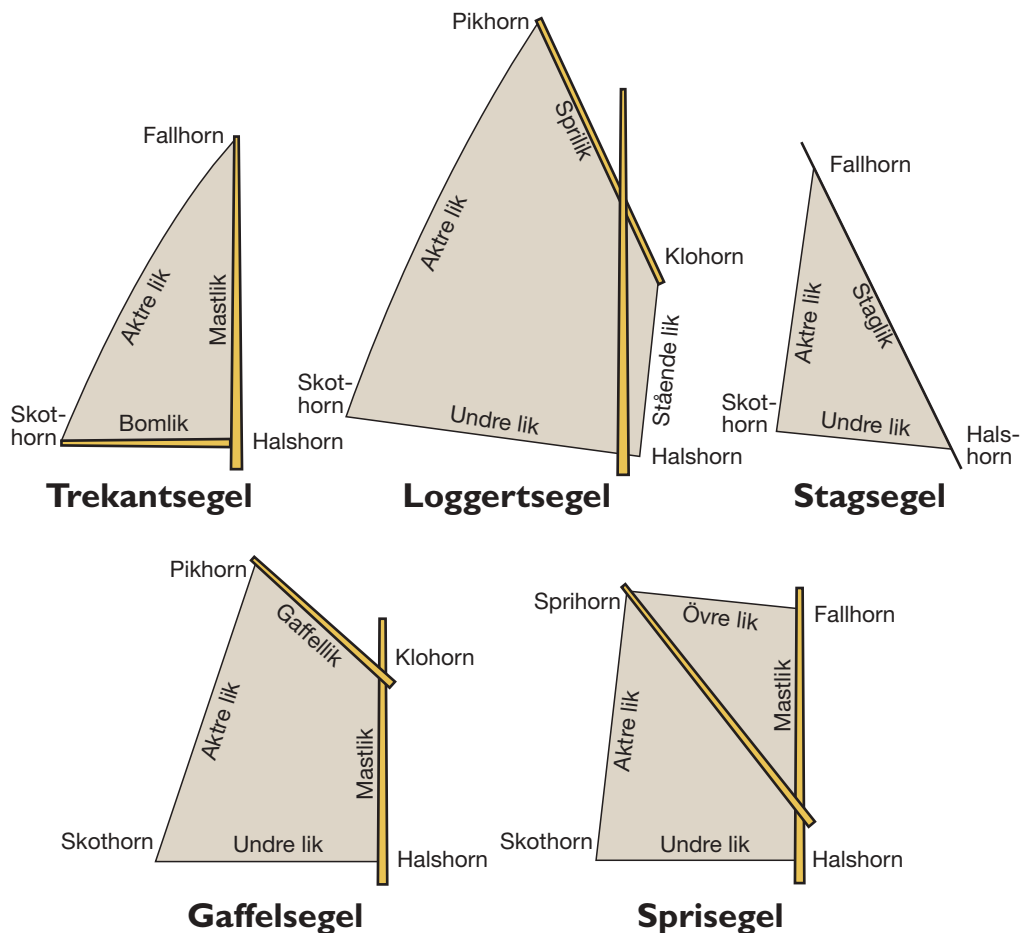 Fallhorn
Aktre lik
Mastlik
Skot-
horn
Bomlik
Halshorn
Trekantsegel
Pikhorn
Sprilik
Aktre lik
Klohorn
Stående lik
Skot-
horn
Undre lik
Halshorn
Loggertsegel
Fallhorn
Aktre lik
Staglik
Skot-
horn
Undre lik
Hals-
horn
Stagsegel
Pikhorn
Gaffellik
Klohorn
Aktre lik
Mastlik
Skothorn
Undre lik
Halshorn
Gaffelsegel
Sprihorn
Övre lik
Fallhorn
Aktre lik
Mastlik
Skothorn
Undre lik
Halshorn
Sprisegel